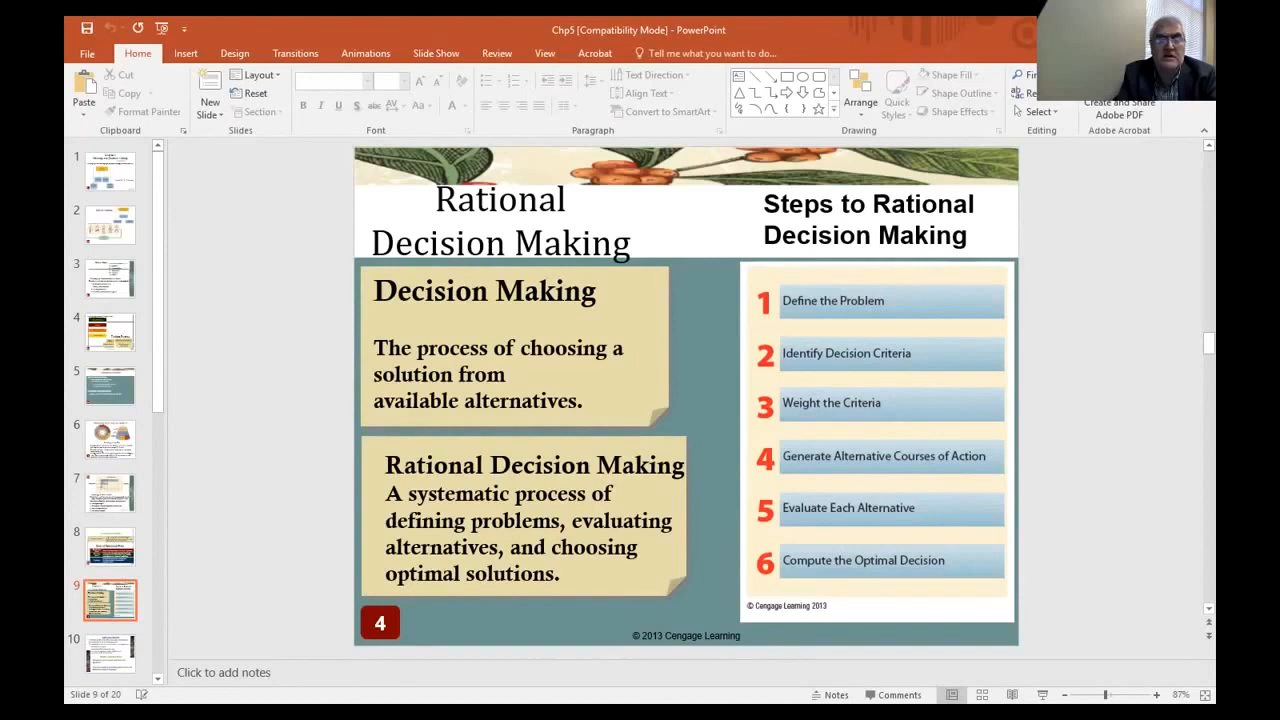 Chp5 [Compatibility Mode] - PowerPoint
File Home Insert Design Transitions Animations Slide Show Review View Acrobat Tell me what you want to do...
Cut
Copy
Format Painter
Paste
Clipboard
New
Slide
Layout
Reset
Section
Slides
Font
Text Direction
Align Text
Convert to SmartArt
Paragraph
Arrange
Quick
Styles
Shape Fill
Shape Outline
Shape Effects
Drawing
Select
Editing
Create and Share
Adobe PDF
Adobe Acrobat
1
2
3
4
5
6
7
8
9
10
Rational
Decision Making
Decision Making
The process of choosing a
solution from
available alternatives.
Rational Decision Making
A systematic process of
defining problems, evaluating
alternatives, and choosing
optimal solutions.
4
Steps to Rational
Decision Making
1 Define the Problem
2 Identify Decision Criteria
3 Weight the Criteria
4 Generate Alternative Courses of Action
5 Evaluate Each Alternative
6 Compute the Optimal Decision
© Cengage Learning 2013
© 2013 Cengage Learning
Click to add notes
Slide 9 of 20
Notes
Comments
87%